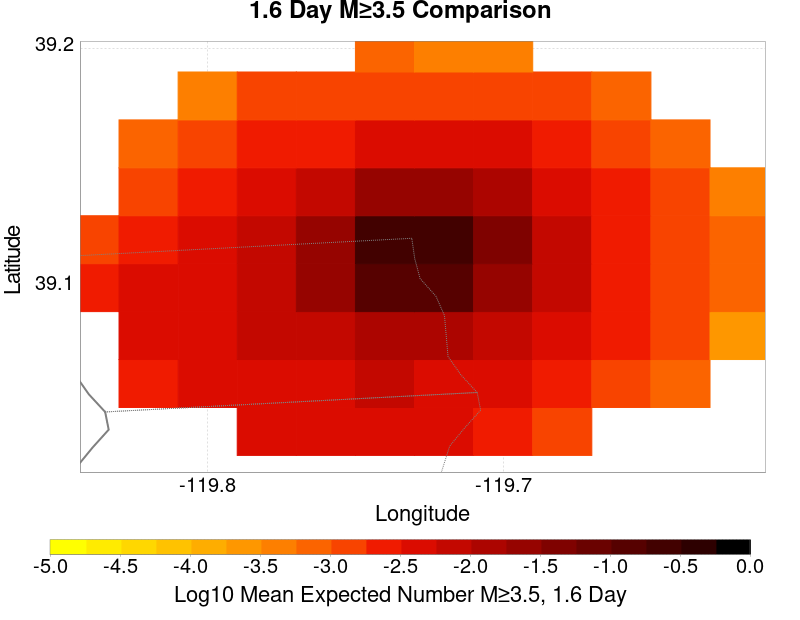 1.6 Day M≥3.5 Comparison
39.2
39.1
Latitude
-119.8 -119.7
Longitude
-5.0 -4.5 -4.0 -3.5 -3.0 -2.5 -2.0 -1.5 -1.0 -0.5 0.0
Log10 Mean Expected Number M≥3.5, 1.6 Day